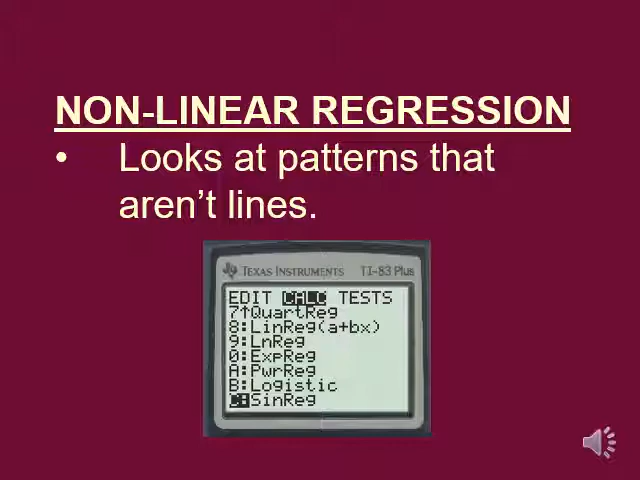 NON-LINEAR REGRESSION
• Looks at patterns that
aren’t lines.
TEXAS INSTRUMENTS TI-83 Plus
EDIT CALC TESTS
7↑QuartReg
8:LinReg(a+bx)
9:LnReg
0:ExpReg
A:PwrReg
B:Logistic
C:SinReg